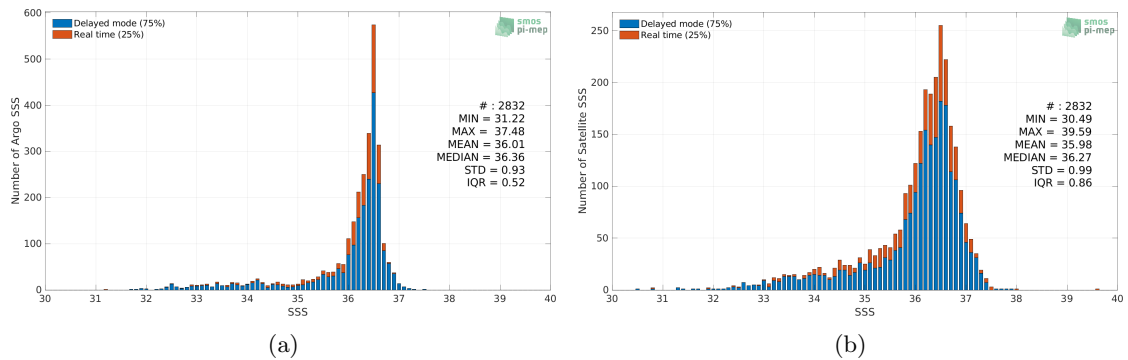 Delayed mode (75%)
Real time (25%)
smos
pi-mep
Number of Argo SSS
600
500
400
300
200
100
0
# : 2832
MIN = 31.22
MAX = 37.48
MEAN = 36.01
MEDIAN = 36.36
STD = 0.93
IQR = 0.52
30 31 32 33 34 35 36 37 38 39 40
SSS
(a)
Delayed mode (75%)
Real time (25%)
smos
pi-mep
Number of Satellite SSS
250
200
150
100
50
0
# : 2832
MIN = 30.49
MAX = 39.59
MEAN = 35.98
MEDIAN = 36.27
STD = 0.99
IQR = 0.86
30 31 32 33 34 35 36 37 38 39 40
SSS
(b)